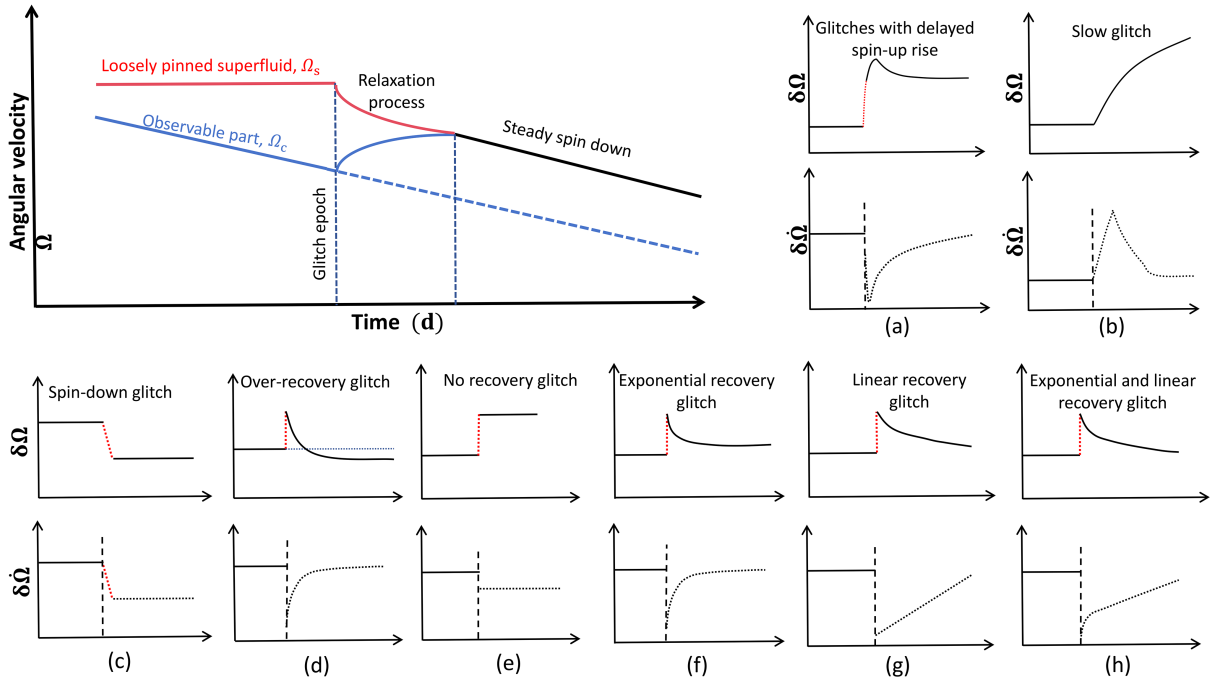 Angular velocity
Ω
Loosely pinned superfluid, Ωs
Observable part, Ωc
Relaxation
process
Steady spin down
Glitch epoch
Time (d)
Glitches with delayed
spin-up rise
δΩ
δΩ̇
(a)
Slow glitch
δΩ
δΩ̇
(b)
Spin-down glitch
δΩ
δΩ̇
(c)
Over-recovery glitch
(d)
No recovery glitch
(e)
Exponential recovery
glitch
(f)
Linear recovery
glitch
(g)
Exponential and linear
recovery glitch
(h)